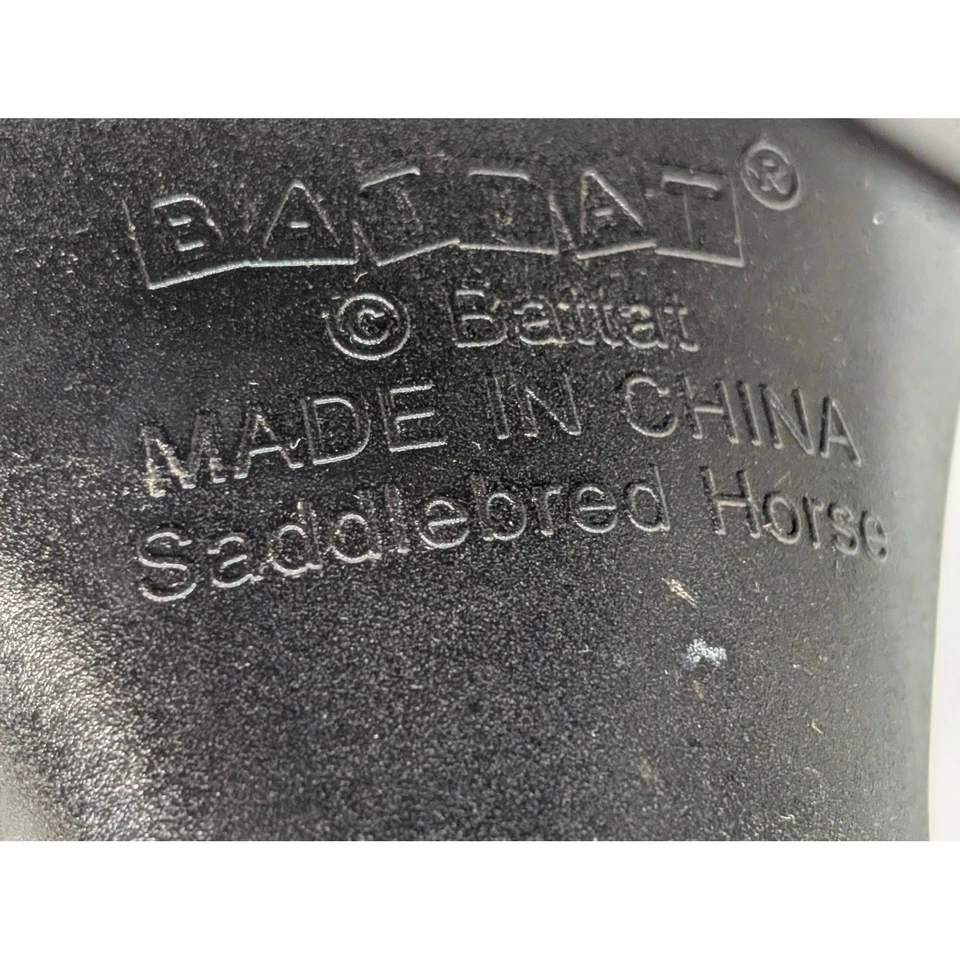 BATTAT®
© Battat
MADE IN CHINA
Saddlebred Horse